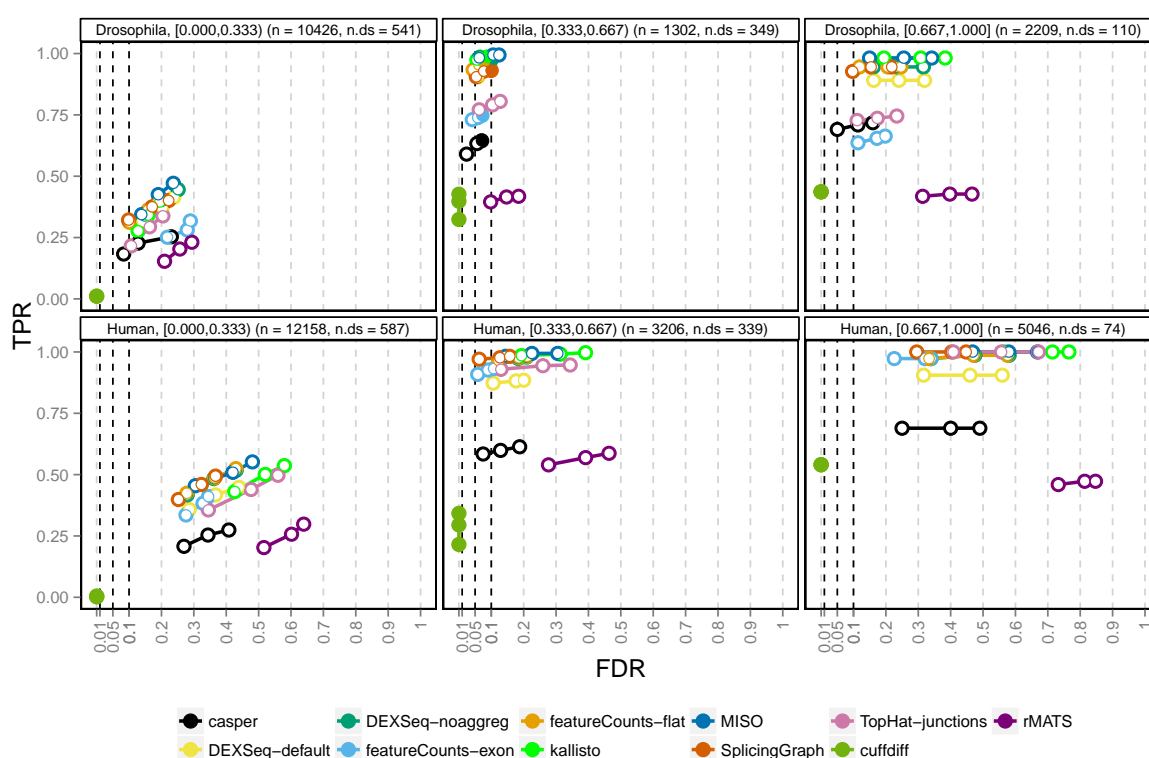 Drosophila, [0.000,0.333) (n = 10426, n.ds = 541)
Drosophila, [0.333,0.667) (n = 1302, n.ds = 349)
Drosophila, [0.667,1.000] (n = 2209, n.ds = 110)
1.00
0.75
0.50
0.25
0.00
Human, [0.000,0.333) (n = 12158, n.ds = 587)
Human, [0.333,0.667) (n = 3206, n.ds = 339)
Human, [0.667,1.000] (n = 5046, n.ds = 74)
1.00
0.75
0.50
0.25
0.00
TPR
0.01 0.05 0.1 0.2 0.3 0.4 0.5 0.6 0.7 0.8 0.9 1
0.01 0.05 0.1 0.2 0.3 0.4 0.5 0.6 0.7 0.8 0.9 1
0.01 0.05 0.1 0.2 0.3 0.4 0.5 0.6 0.7 0.8 0.9 1
FDR
casper DEXSeq−noaggreg featureCounts−flat MISO TopHat−junctions rMATS
DEXSeq−default featureCounts−exon kallisto SplicingGraph cuffdiff